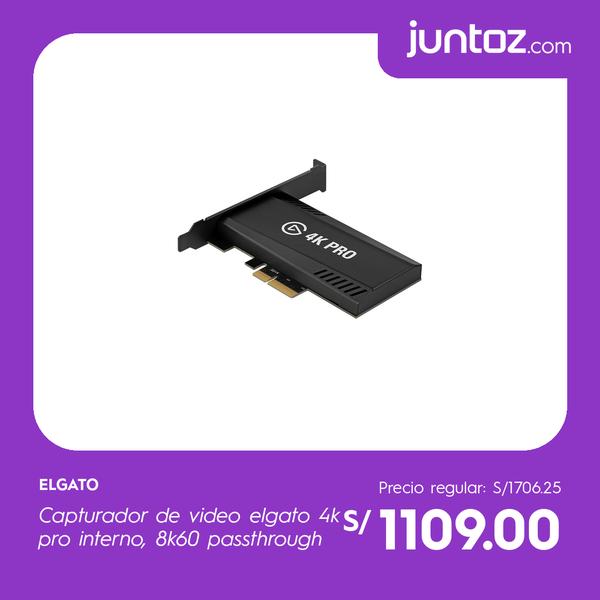 juntoz.com
4K PRO
ELGATO
Capturador de video elgato 4k
pro interno, 8k60 passthrough
Precio regular: S/1706.25
S/ 1109.00